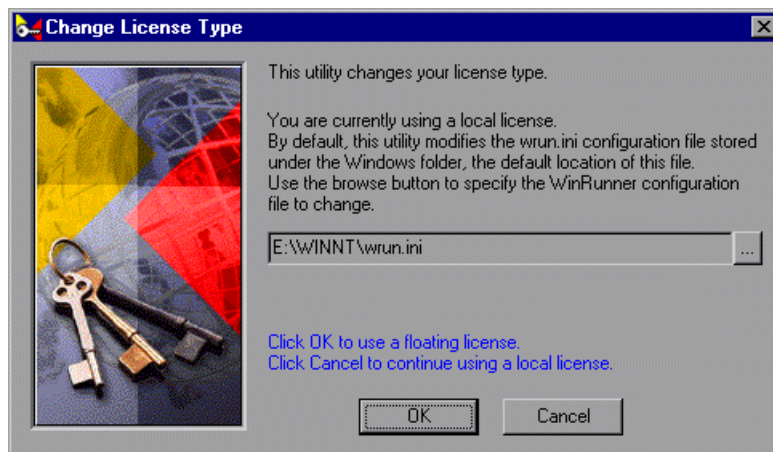 Change License Type
This utility changes your license type.
You are currently using a local license.
By default, this utility modifies the wrun.ini configuration file stored
under the Windows folder, the default location of this file.
Use the browse button to specify the WinRunner configuration
file to change.
E:\WINNT\wrun.ini
...
Click OK to use a floating license.
Click Cancel to continue using a local license.
OK
Cancel